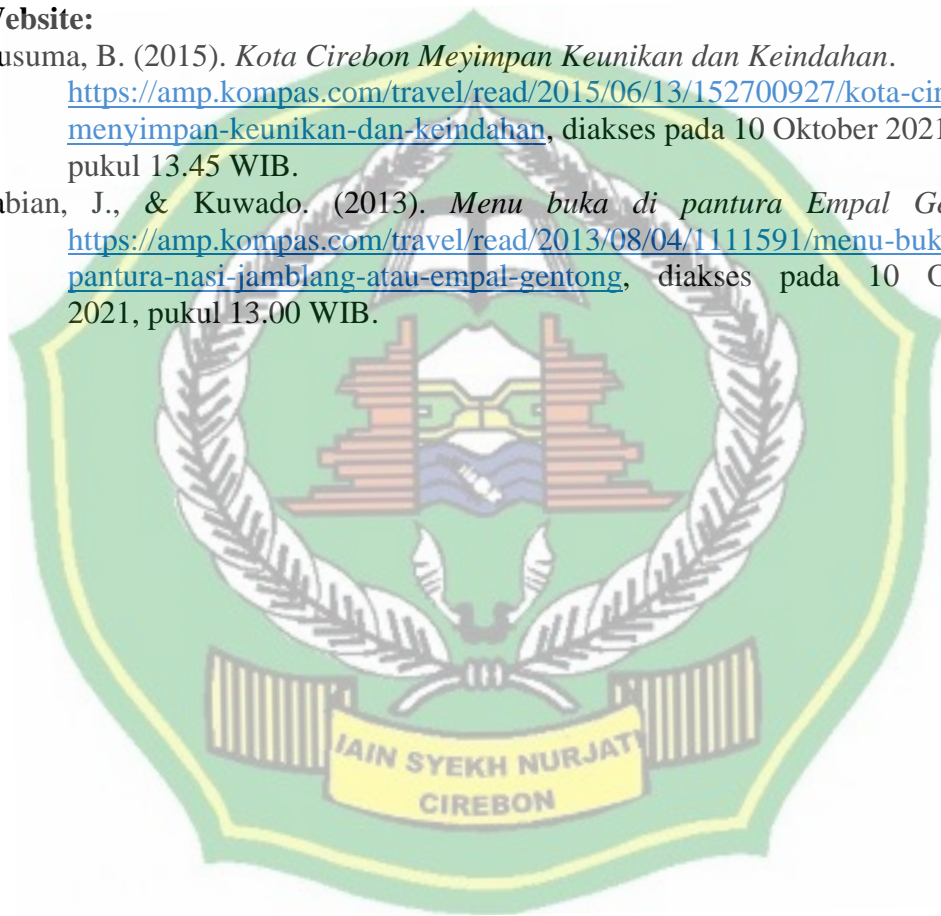 Website:
usuma, B. (2015). Kota Cirebon Meyimpan Keunikan dan Keindahan.
https://amp.kompas.com/travel/read/2015/06/13/152700927/kota-cir
menyimpan-keunikan-dan-keindahan, diakses pada 10 Oktober 2021
pukul 13.45 WIB.
abian, J., & Kuwado. (2013). Menu buka di pantura Empal Ge
https://amp.kompas.com/travel/read/2013/08/04/1111591/menu-buk
pantura-nasi-jamblang-atau-empal-gentong, diakses pada 10 O
2021, pukul 13.00 WIB.
IAIN SYEKH NURJATI
CIREBON